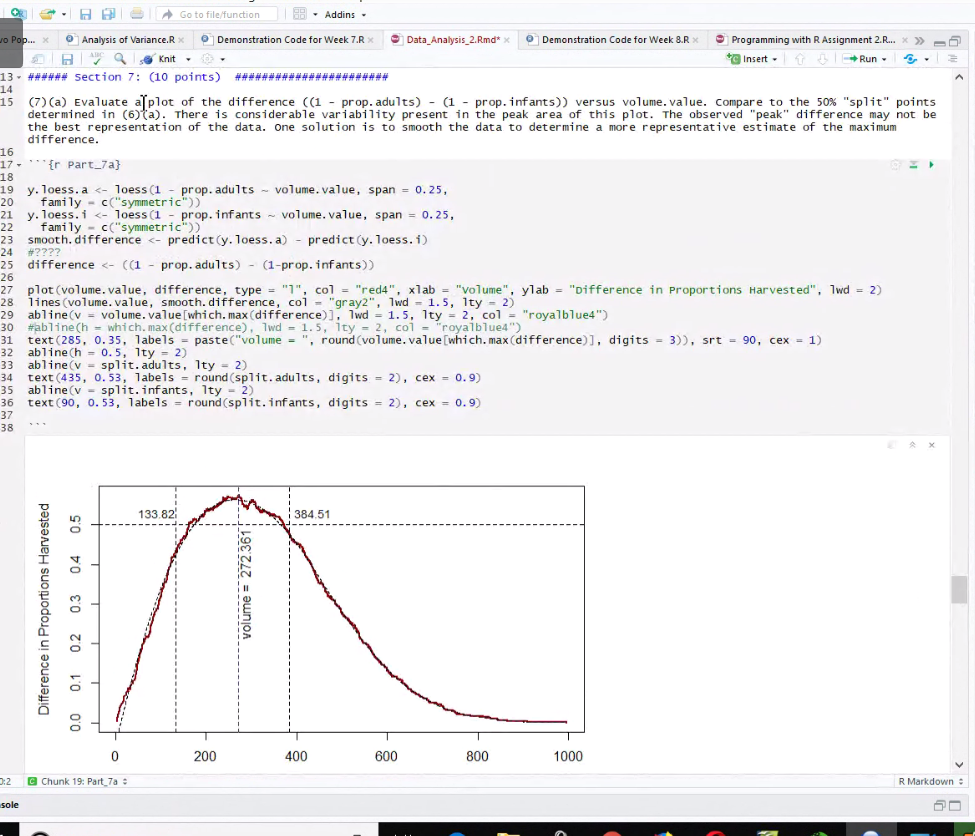 Go to file/function Addins
Analysis of Variance.R Demonstration Code for Week 7.R Data_Analysis_2.Rmd* Demonstration Code for Week 8.R Programming with R Assignment 2.R...
Knit Insert Run
13 ###### Section 7: (10 points) #####################
14
15 (7)(a) Evaluate a plot of the difference ((1 - prop.adults) - (1 - prop.infants)) versus volume.value. Compare to the 50% "split" points
determined in (6)(a). There is considerable variability present in the peak area of this plot. The observed "peak" difference may not be
the best representation of the data. One solution is to smooth the data to determine a more representative estimate of the maximum
difference.
16
17 ```{r Part_7a}
18
19 y.loess.a <- loess(1 - prop.adults ~ volume.value, span = 0.25,
20 family = c("symmetric"))
21 y.loess.i <- loess(1 - prop.infants ~ volume.value, span = 0.25,
22 family = c("symmetric"))
23 smooth.difference <- predict(y.loess.a) - predict(y.loess.i)
24 #????
25 difference <- ((1 - prop.adults) - (1-prop.infants))
26
27 plot(volume.value, difference, type = "l", col = "red4", xlab = "Volume", ylab = "Difference in Proportions Harvested", lwd = 2)
28 lines(volume.value, smooth.difference, col = "gray2", lwd = 1.5, lty = 2)
29 abline(v = volume.value[which.max(difference)], lwd = 1.5, lty = 2, col = "royalblue4")
30 #abline(h = which.max(difference), lwd = 1.5, lty = 2, col = "royalblue4")
31 text(285, 0.35, labels = paste("volume = ", round(volume.value[which.max(difference)], digits = 3)), srt = 90, cex = 1)
32 abline(h = 0.5, lty = 2)
33 abline(v = split.adults, lty = 2)
34 text(435, 0.53, labels = round(split.adults, digits = 2), cex = 0.9)
35 abline(v = split.infants, lty = 2)
36 text(90, 0.53, labels = round(split.infants, digits = 2), cex = 0.9)
37
38 ```
Difference in Proportions Harvested
0.5
0.4
0.3
0.2
0.1
0.0
133.82 384.51
volume = 272.361
0 200 400 600 800 1000
0:2 Chunk 19: Part_7a R Markdown